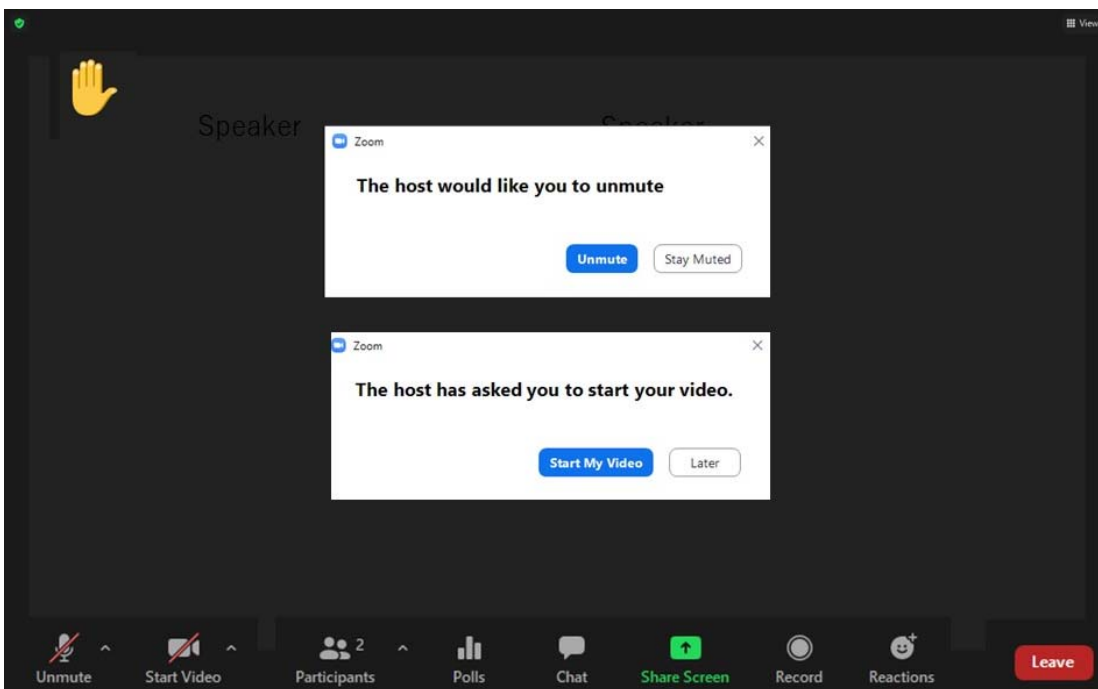 View
Speaker
Speaker
Zoom
The host would like you to unmute
Unmute
Stay Muted
Zoom
The host has asked you to start your video.
Start My Video
Later
2
Unmute
Start Video
Participants
Polls
Chat
Share Screen
Record
Reactions
Leave